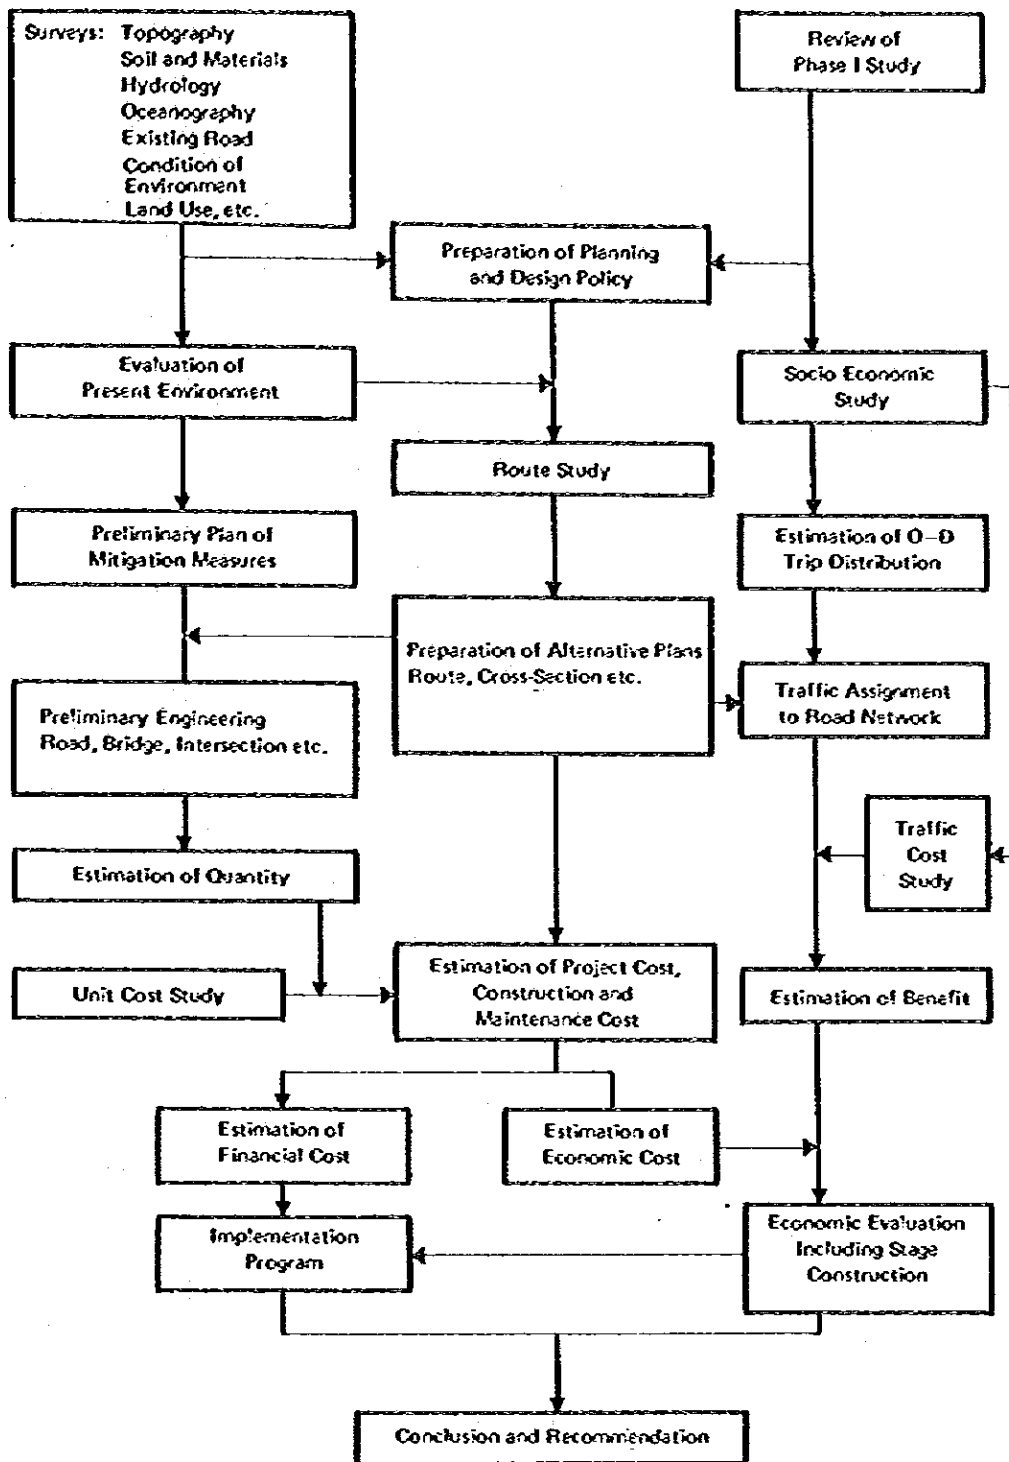 Surveys: Topography
Soil and Materials
Hydrology
Oceanography
Existing Road
Condition of
Environment
Land Use, etc.
Review of
Phase I Study
Preparation of Planning
and Design Policy
Evaluation of
Present Environment
Socio Economic
Study
Route Study
Preliminary Plan of
Mitigation Measures
Estimation of O-D
Trip Distribution
Preparation of Alternative Plans
Route, Cross-Section etc.
Traffic Assignment
to Road Network
Preliminary Engineering
Road, Bridge, Intersection etc.
Traffic
Cost
Study
Estimation of Quantity
Unit Cost Study
Estimation of Project Cost,
Construction and
Maintenance Cost
Estimation of Benefit
Estimation of
Financial Cost
Estimation of
Economic Cost
Implementation
Program
Economic Evaluation
Including Stage
Construction
Conclusion and Recommendation